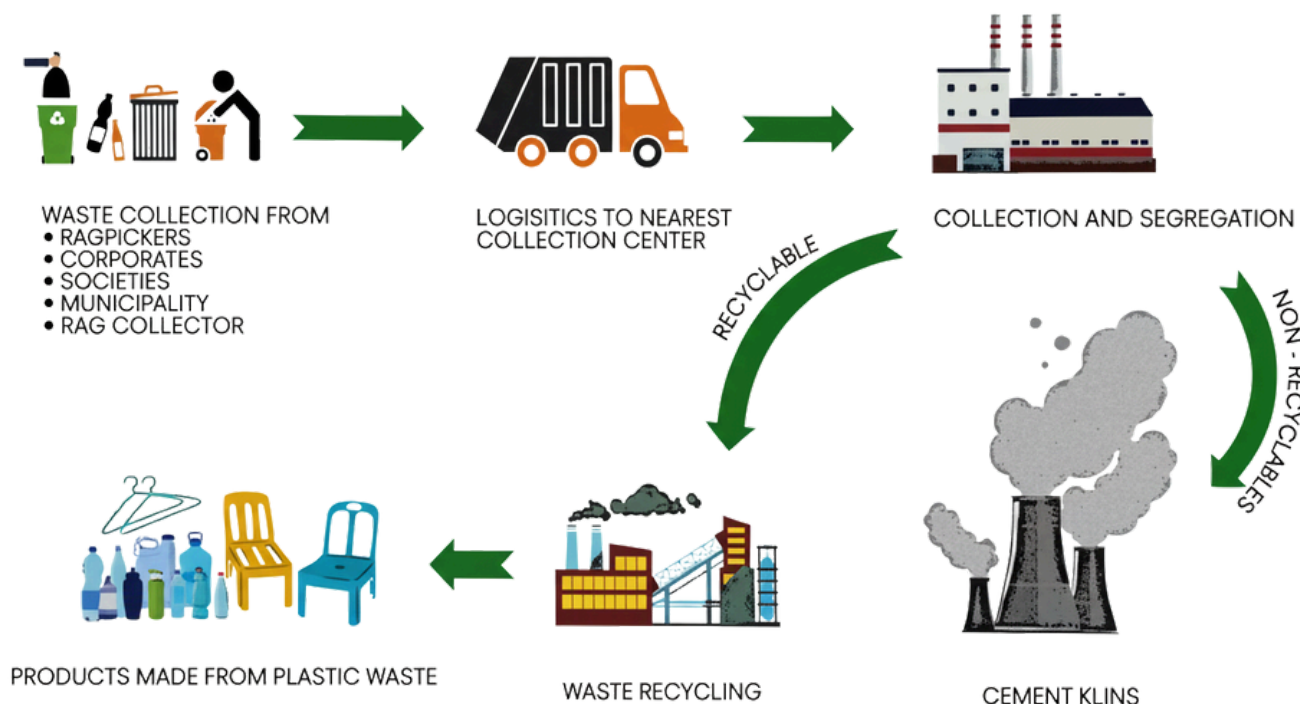 WASTE COLLECTION FROM
• RAGPICKERS
• CORPORATES
• SOCIETIES
• MUNICIPALITY
• RAG COLLECTOR
LOGISITICS TO NEAREST
COLLECTION CENTER
COLLECTION AND SEGREGATION
RECYCLABLE
NON - RECYCLABLES
PRODUCTS MADE FROM PLASTIC WASTE
WASTE RECYCLING
CEMENT KLINS